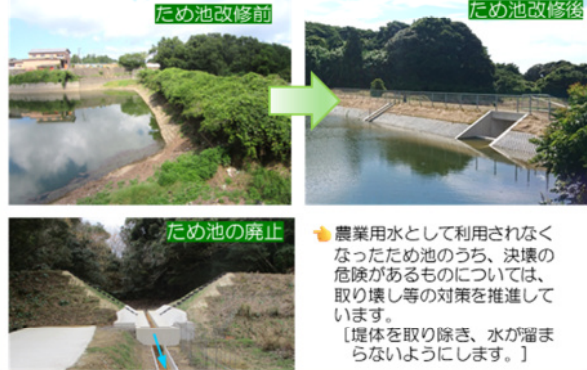 ため池改修前
ため池改修後
ため池の廃止
農業用水として利用されなく
なったため池のうち、決壊の
危険があるものについては、
取り壊し等の対策を推進して
います。
[堤体を取り除き、水が溜ま
らないようにします。]